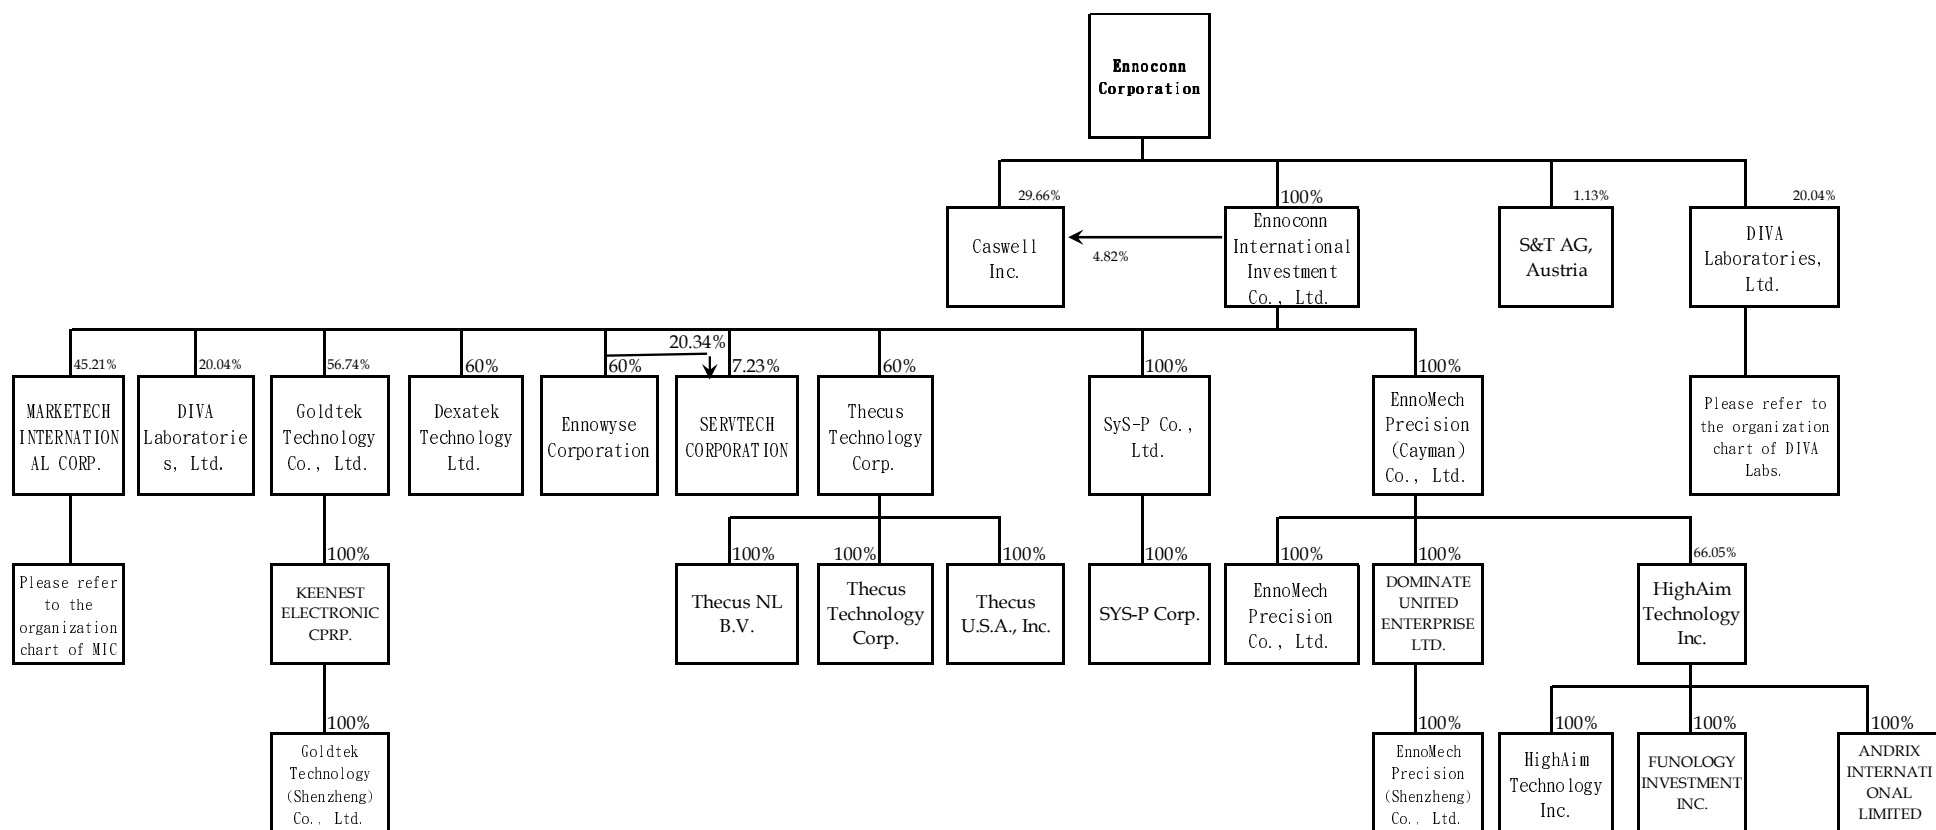 Ennoconn
Corporation
29.66%
100%
1.13%
20.04%
Caswell
Inc.
4.82%
Ennoconn
International
Investment
Co., Ltd.
S&T AG,
Austria
DIVA
Laboratories,
Ltd.
45.21%
20.04%
56.74%
60%
60%
20.34%
7.23%
60%
100%
100%
MARKETECH
INTERNATION
AL CORP.
DIVA
Laboratorie
s, Ltd.
Goldtek
Technology
Co., Ltd.
Dexatek
Technology
Ltd.
Ennowyse
Corporation
SERVTECH
CORPORATION
Thecus
Technology
Corp.
SyS-P Co.,
Ltd.
EnnoMech
Precision
(Cayman)
Co., Ltd.
Please refer to
the organization
chart of DIVA
Labs.
100%
100%
100%
100%
100%
100%
100%
66.05%
Please refer
to the
organization
chart of MIC
KEENEST
ELECTRONIC
CPRP.
Thecus NL
B.V.
Thecus
Technology
Corp.
Thecus
U.S.A., Inc.
SYS-P Corp.
EnnoMech
Precision
Co., Ltd.
DOMINATE
UNITED
ENTERPRISE
LTD.
HighAim
Technology
Inc.
100%
100%
100%
100%
100%
Goldtek
Technology
(Shenzheng)
Co., Ltd.
EnnoMech
Precision
(Shenzheng)
Co., Ltd.
HighAim
Technology
Inc.
FUNOLOGY
INVESTMENT
INC.
ANDRIX
INTERNATI
ONAL
LIMITED